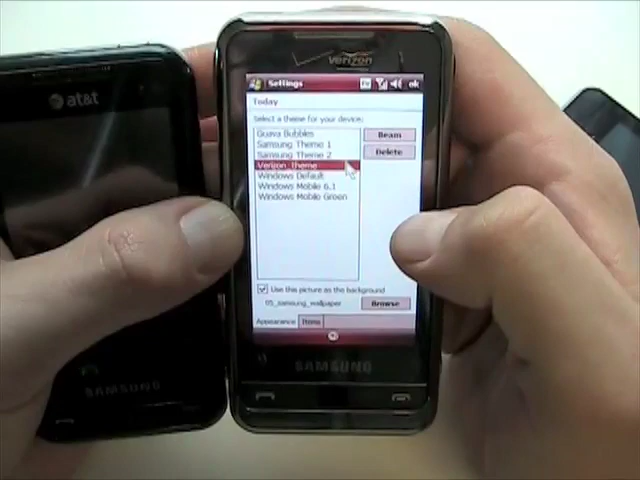 at&t
SAMSUNG
verizon
Settings ok
Today
Select a theme for your device:
Guava Bubbles
Samsung Theme 1
Samsung Theme 2
Verizon Theme
Windows Default
Windows Mobile 6.1
Windows Mobile Green
Beam
Delete
Use this picture as the background
05_samsung_wallpaper Browse
Appearance Items
SAMSUNG